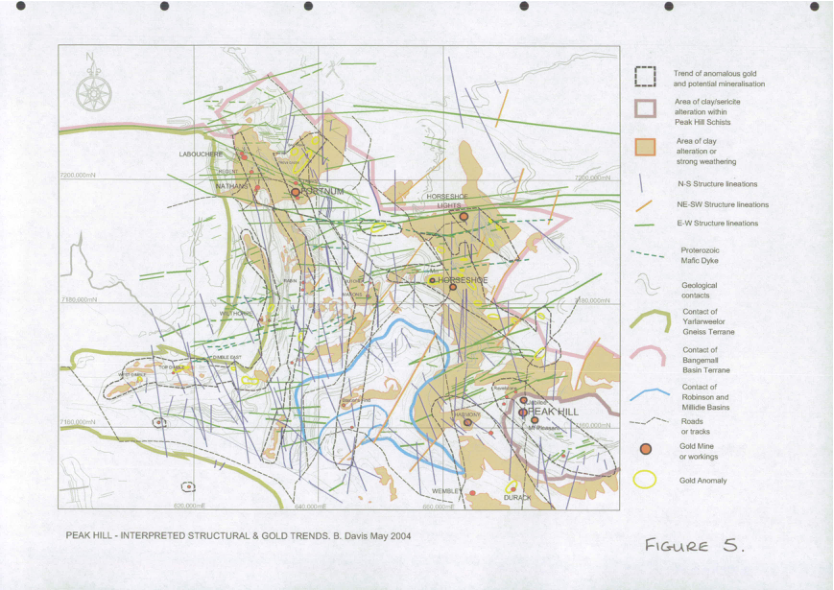 N
LABOUCHERE
NATHANS
FORTNUM
HORSESHOE
LIGHTS
7200,000mN
HORSESHOE
7180,000mN
WILTHORPE
7160,000mN
PEAK HILL
WEMBLEY
DURACK
620,000mE
640,000mE
660,000mE
Trend of anomalous gold
and potential mineralisation
Area of clay/sericite
alteration within
Peak Hill Schists
Area of clay
alteration or
strong weathering
N-S Structure lineations
NE-SW Structure lineations
E-W Structure lineations
Proterozoic
Mafic Dyke
Geological
contacts
Contact of
Yarlarweelor
Gneiss Terrane
Contact of
Bangemall
Basin Terrane
Contact of
Robinson and
Millidie Basins
Roads
or tracks
Gold Mine
or workings
Gold Anomaly
PEAK HILL - INTERPRETED STRUCTURAL & GOLD TRENDS. B. Davis May 2004
FIGURE 5.